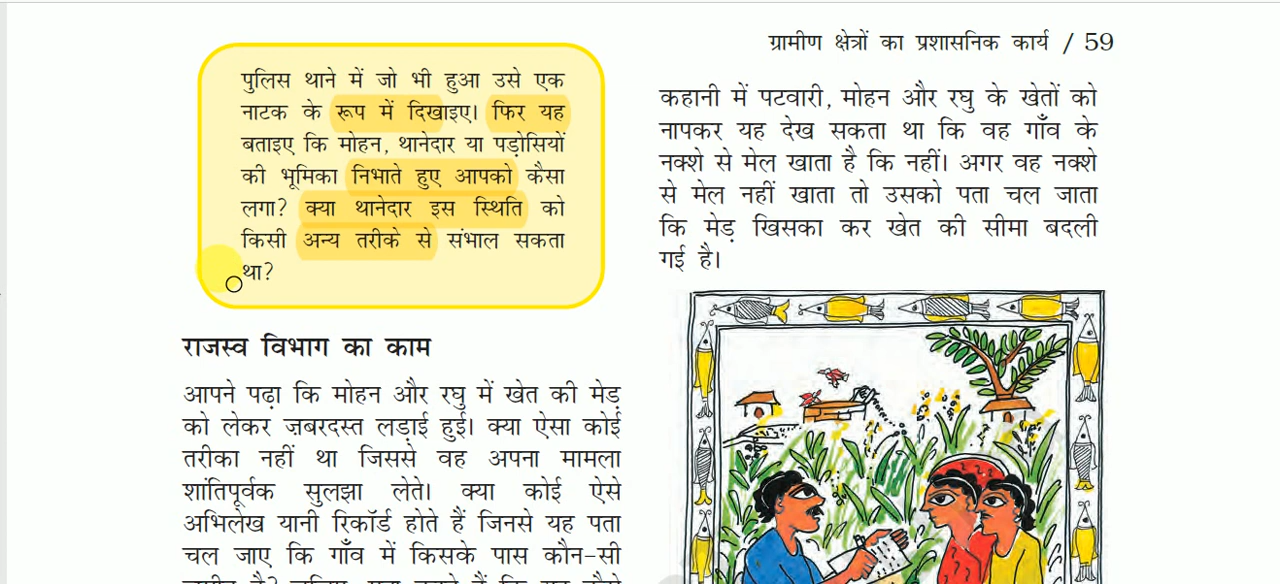 ग्रामीण क्षेत्रों का प्रशासनिक कार्य / 59
पुलिस थाने में जो भी हुआ उसे एक
नाटक के रूप में दिखाइए। फिर यह
बताइए कि मोहन, थानेदार या पड़ोसियों
की भूमिका निभाते हुए आपको कैसा
लगा? क्या थानेदार इस स्थिति को
किसी अन्य तरीके से संभाल सकता
था?
राजस्व विभाग का काम
आपने पढ़ा कि मोहन और रघु में खेत की मेड़
को लेकर ज़बरदस्त लड़ाई हुई। क्या ऐसा कोई
तरीका नहीं था जिससे वह अपना मामला
शांतिपूर्वक सुलझा लेते। क्या कोई ऐसे
अभिलेख यानी रिकॉर्ड होते हैं जिनसे यह पता
चल जाए कि गाँव में किसके पास कौन-सी
कहानी में पटवारी, मोहन और रघु के खेतों को
नापकर यह देख सकता था कि वह गाँव के
नक्शे से मेल खाता है कि नहीं। अगर वह नक्शे
से मेल नहीं खाता तो उसको पता चल जाता
कि मेड़ खिसका कर खेत की सीमा बदली
गई है।